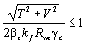 √(T² + V²) / (2β_c k_f R_m γ_c) ≤ 1